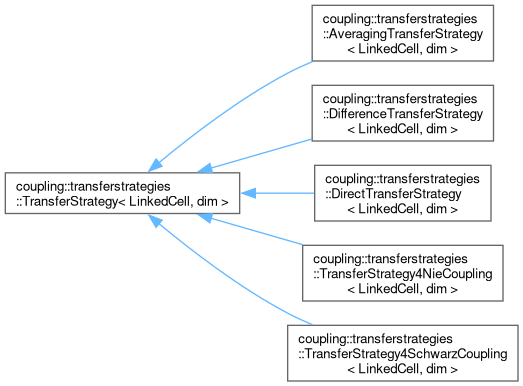 coupling::transferstrategies
::AveragingTransferStrategy
< LinkedCell, dim >
coupling::transferstrategies
::DifferenceTransferStrategy
< LinkedCell, dim >
coupling::transferstrategies
::TransferStrategy< LinkedCell, dim >
coupling::transferstrategies
::DirectTransferStrategy
< LinkedCell, dim >
coupling::transferstrategies
::TransferStrategy4NieCoupling
< LinkedCell, dim >
coupling::transferstrategies
::TransferStrategy4SchwarzCoupling
< LinkedCell, dim >